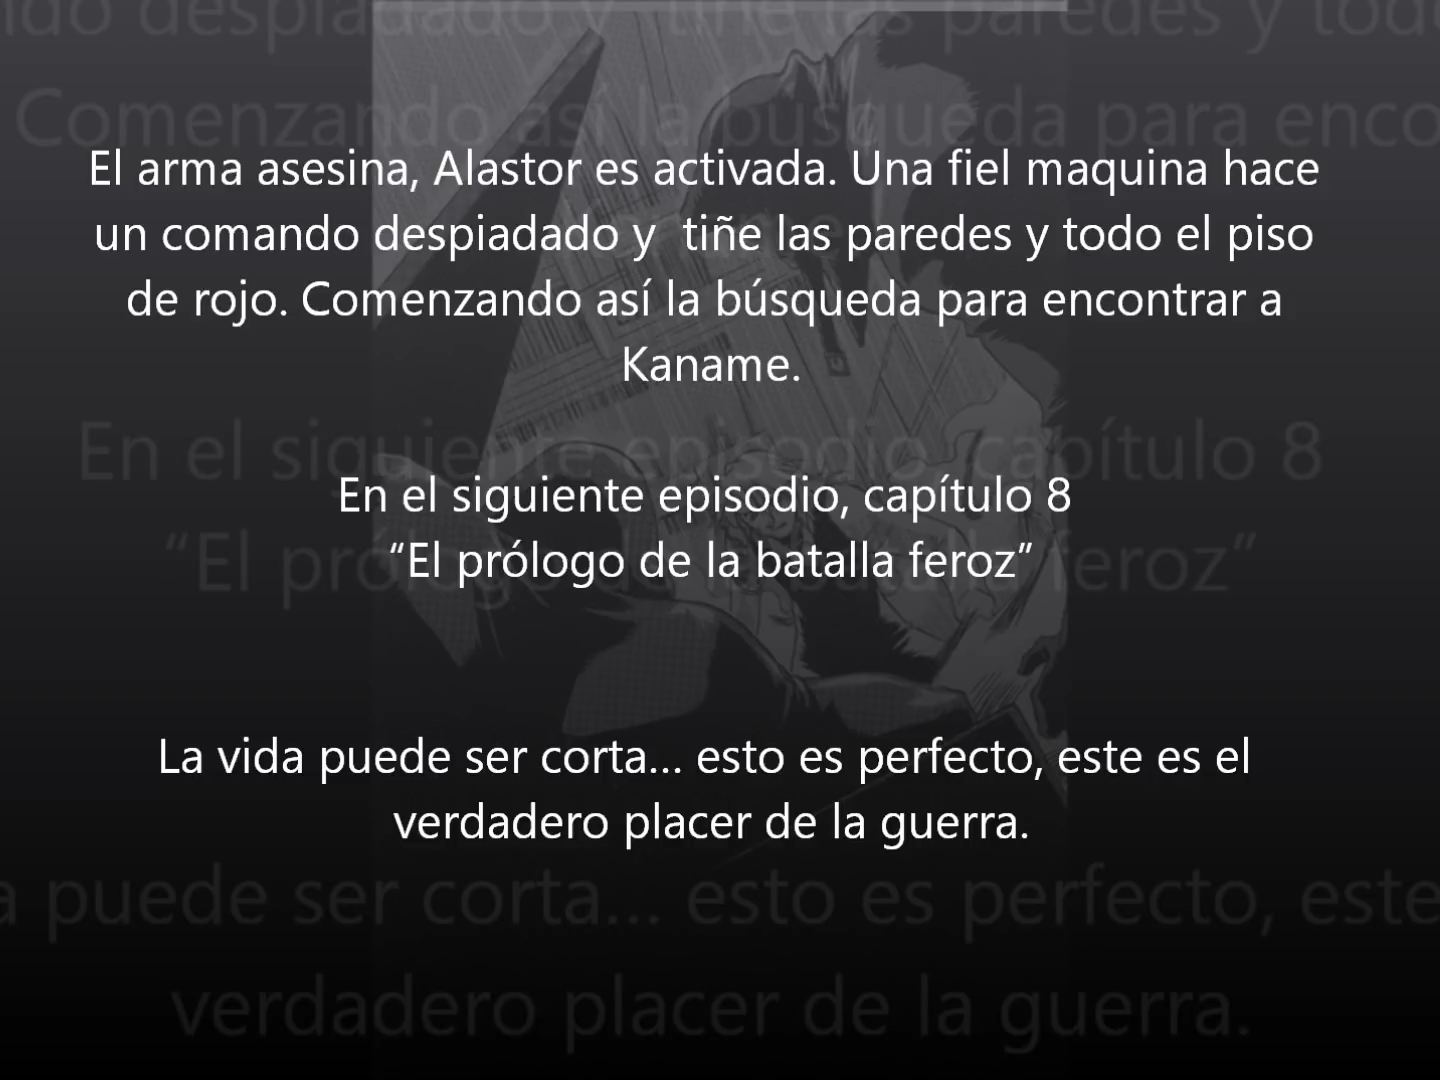 El arma asesina, Alastor es activada. Una fiel maquina hace
un comando despiadado y  tiñe las paredes y todo el piso
de rojo. Comenzando así la búsqueda para encontrar a
Kaname.
En el siguiente episodio, capítulo 8
“El prólogo de la batalla feroz”
La vida puede ser corta... esto es perfecto, este es el
verdadero placer de la guerra.